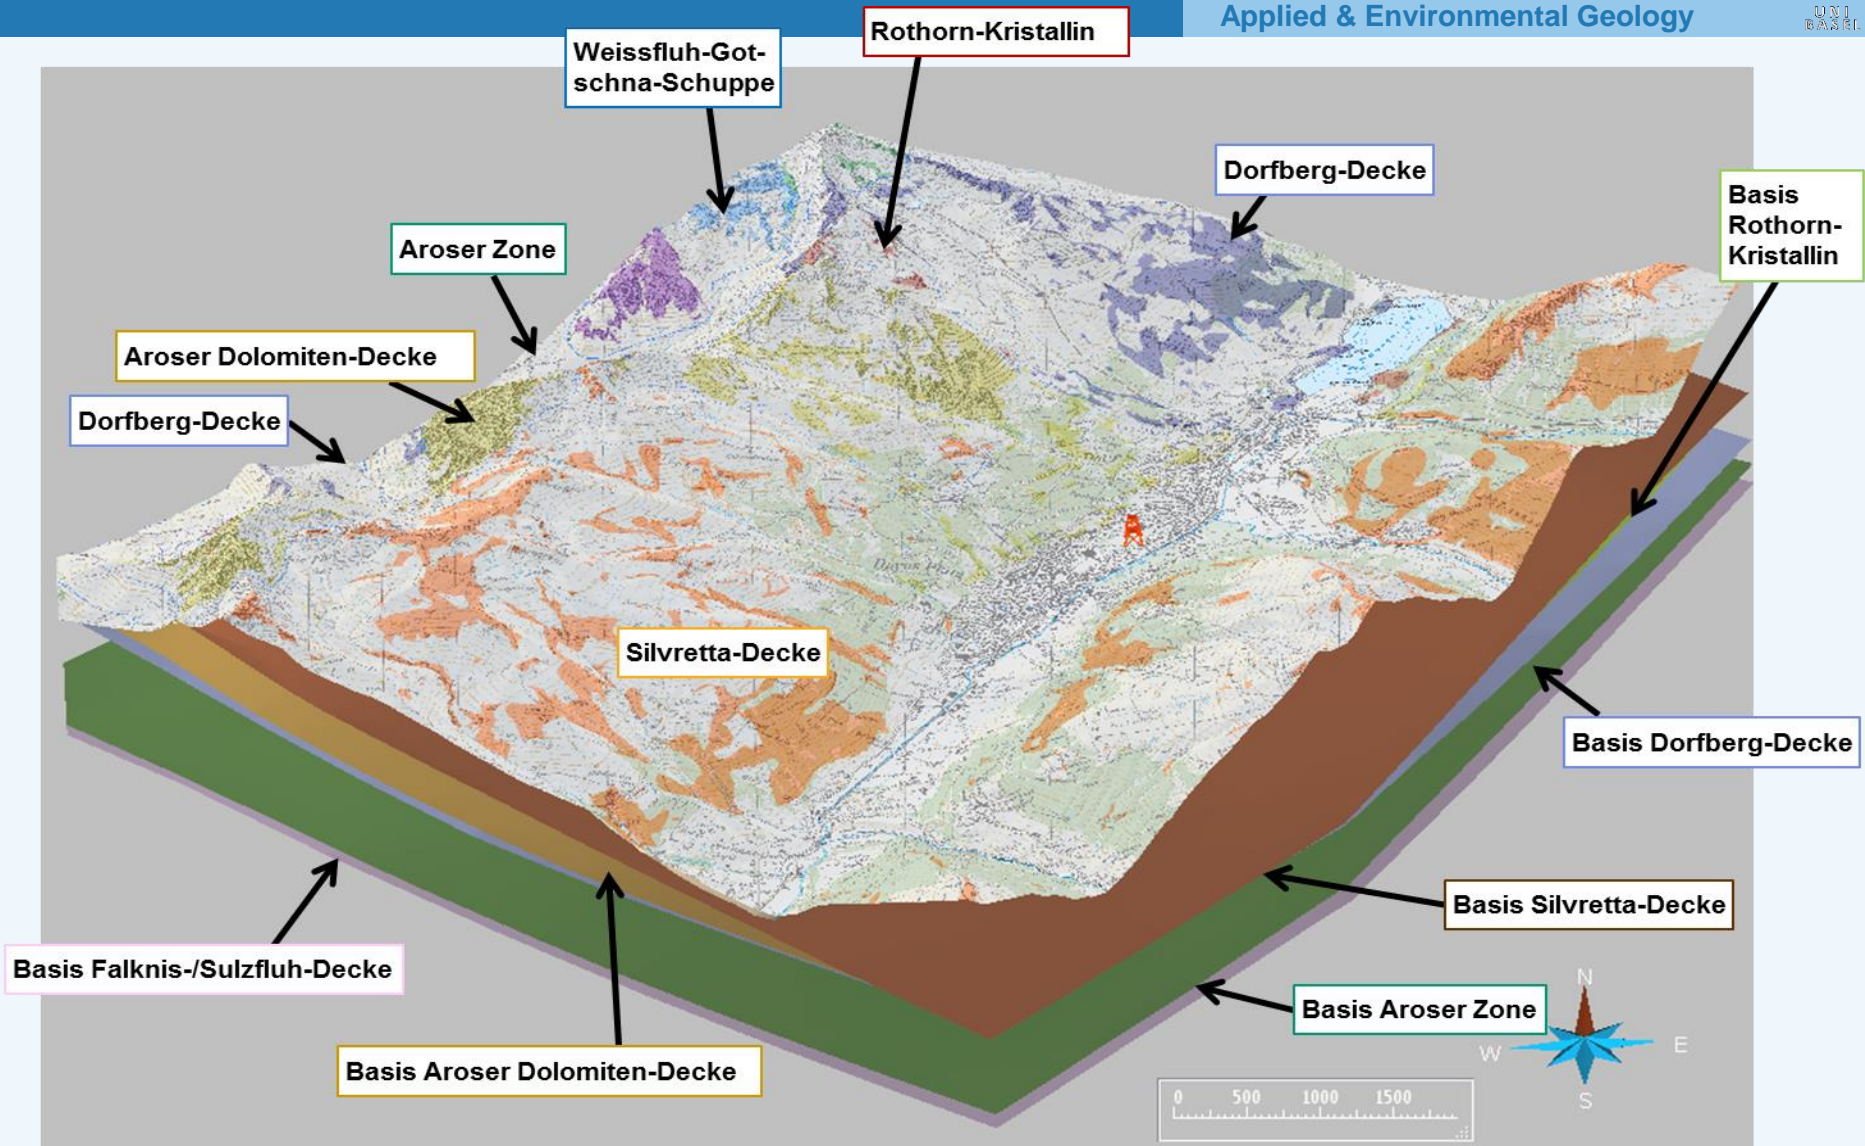 Applied & Environmental Geology
UNI
BASEL
Rothorn-Kristallin
Weissfluh-Got-
schna-Schuppe
Dorfberg-Decke
Basis
Rothorn-
Kristallin
Aroser Zone
Aroser Dolomiten-Decke
Dorfberg-Decke
Silvretta-Decke
Basis Dorfberg-Decke
Basis Silvretta-Decke
Basis Falknis-/Sulzfluh-Decke
Basis Aroser Zone
Basis Aroser Dolomiten-Decke
N
W
E
S
0 500 1000 1500